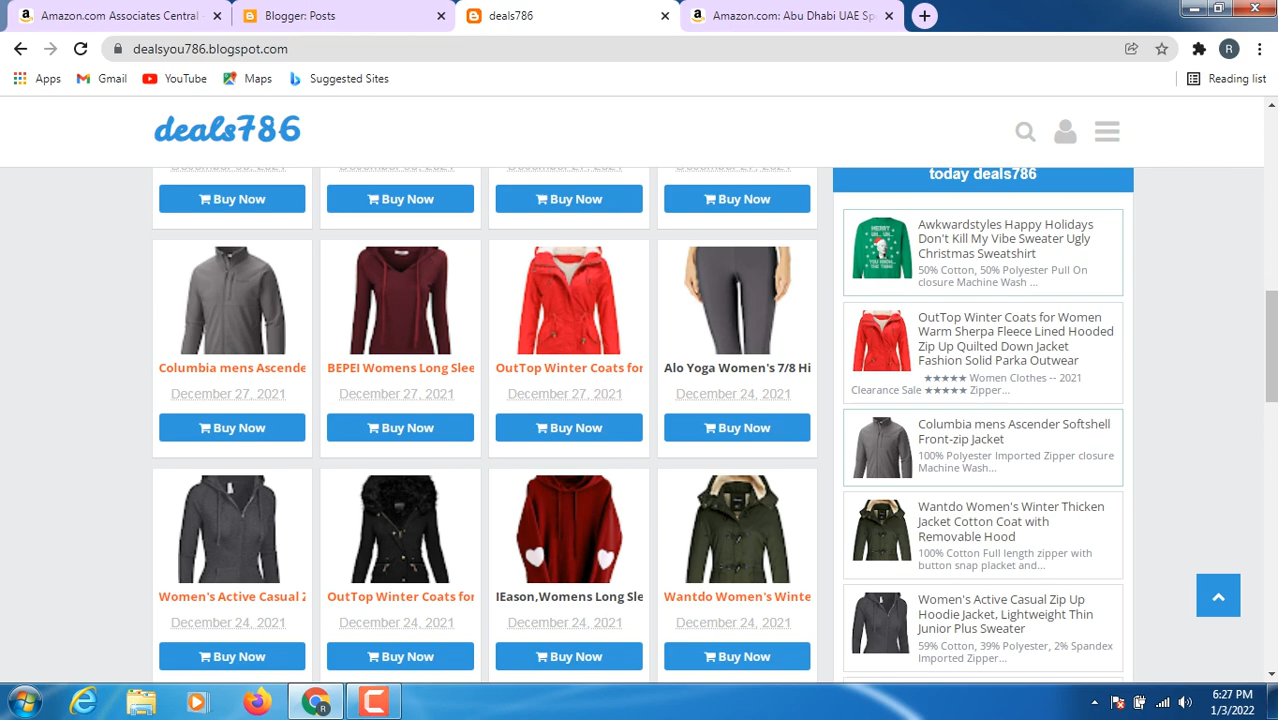 Amazon.com Associates Central -
Blogger: Posts
deals786
Amazon.com: Abu Dhabi UAE Sp
dealsyou786.blogspot.com
R
Apps
Gmail
YouTube
Maps
Suggested Sites
Reading list
deals786
December 27, 2021
Buy Now
Buy Now
Buy Now
Buy Now
Columbia mens Ascende
BEPEI Womens Long Slee
OutTop Winter Coats for
Alo Yoga Women's 7/8 Hi
December 27, 2021
December 27, 2021
December 27, 2021
December 24, 2021
Buy Now
Buy Now
Buy Now
Buy Now
Women's Active Casual Z
OutTop Winter Coats for
IEason,Womens Long Sle
Wantdo Women's Winte
December 24, 2021
December 24, 2021
December 24, 2021
December 24, 2021
Buy Now
Buy Now
Buy Now
Buy Now
today deals786
Awkwardstyles Happy Holidays
Don't Kill My Vibe Sweater Ugly
Christmas Sweatshirt
50% Cotton, 50% Polyester Pull On
closure Machine Wash ...
OutTop Winter Coats for Women
Warm Sherpa Fleece Lined Hooded
Zip Up Quilted Down Jacket
Fashion Solid Parka Outwear
★★★★★ Women Clothes -- 2021
Clearance Sale ★★★★★ Zipper...
Columbia mens Ascender Softshell
Front-zip Jacket
100% Polyester Imported Zipper closure
Machine Wash...
Wantdo Women's Winter Thicken
Jacket Cotton Coat with
Removable Hood
100% Cotton Full length zipper with
button snap placket and...
Women's Active Casual Zip Up
Hoodie Jacket, Lightweight Thin
Junior Plus Sweater
59% Cotton, 39% Polyester, 2% Spandex
Imported Zipper...
R
6:27 PM
1/3/2022